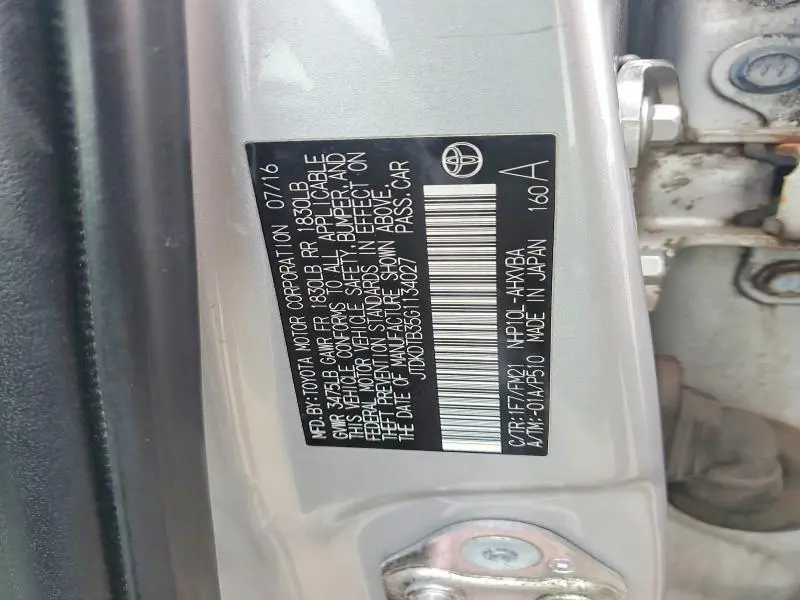 MFD.BY:TOYOTA MOTOR CORPORATION 07/16
GVWR 3475LB GAWR FR 1830LB RR 1830LB
THIS VEHICLE CONFORMS TO ALL APPLICABLE
FEDERAL MOTOR VEHICLE SAFETY, BUMPER, AND
THEFT PREVENTION STANDARDS IN EFFECT ON
THE DATE OF MANUFACTURE SHOWN ABOVE.
JTDKDTB35G1134027 PASS.CAR
C/TR:1F7/FN21 NHP10L-AHXVBA
A/TM:-01A/P510 MADE IN JAPAN 160 A